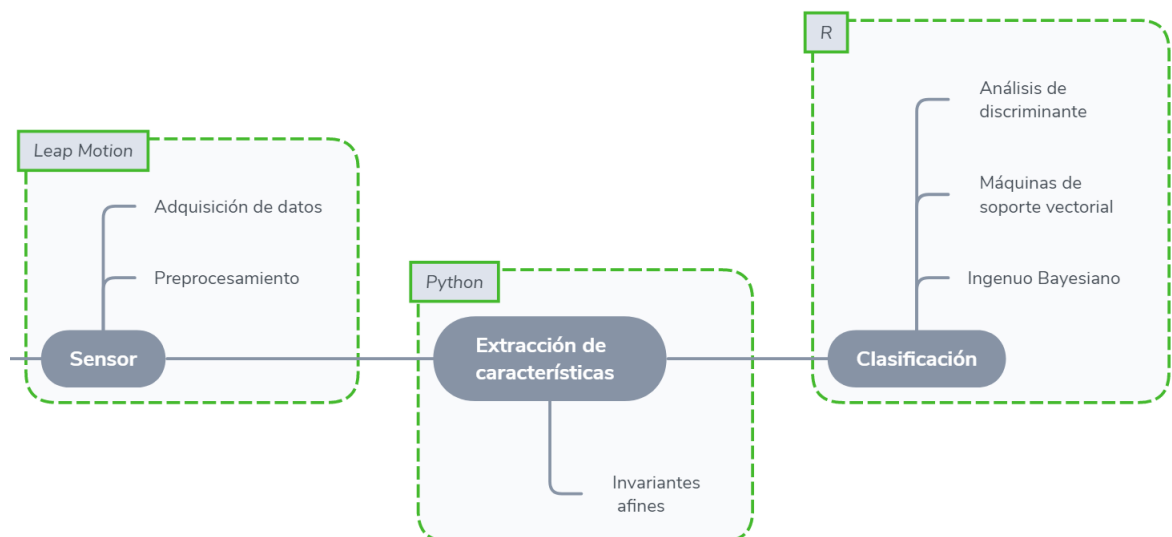 Leap Motion
Adquisición de datos
Preprocesamiento
Sensor
Python
Extracción de
características
Invariantes
afines
R
Análisis de
discriminante
Máquinas de
soporte vectorial
Ingenuo Bayesiano
Clasificación